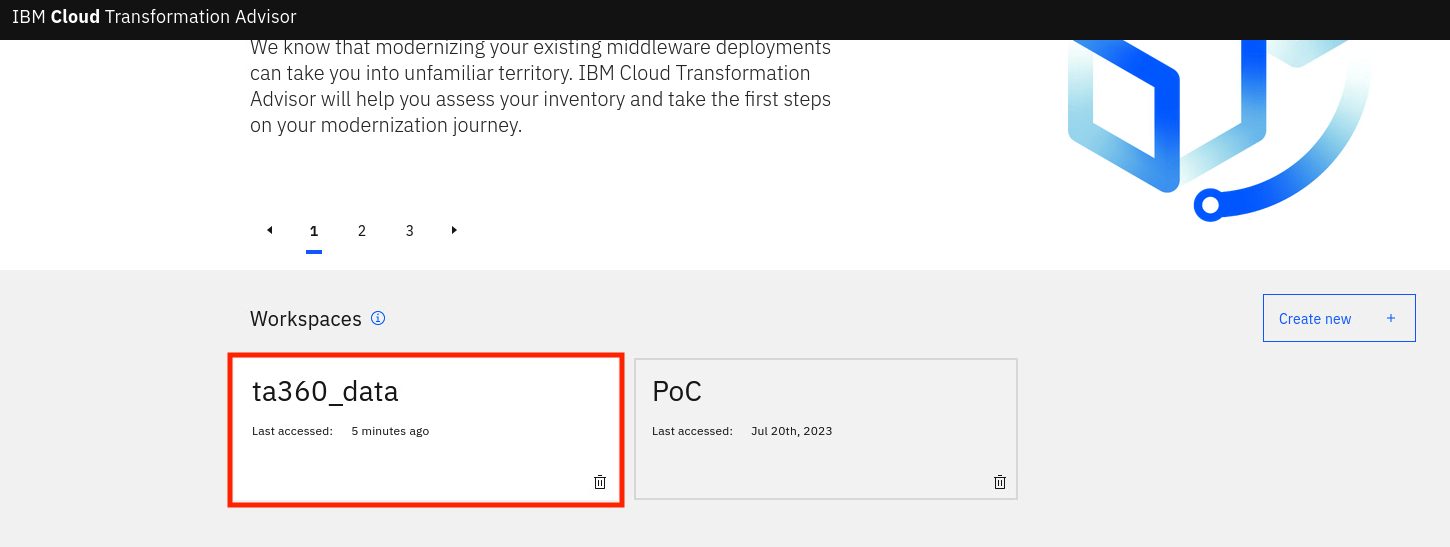 IBM Cloud Transformation Advisor
We know that modernizing your existing middleware deployments
can take you into unfamiliar territory. IBM Cloud Transformation
Advisor will help you assess your inventory and take the first steps
on your modernization journey.
1 2 3
Workspaces
Create new +
ta360_data
Last accessed: 5 minutes ago
PoC
Last accessed: Jul 20th, 2023